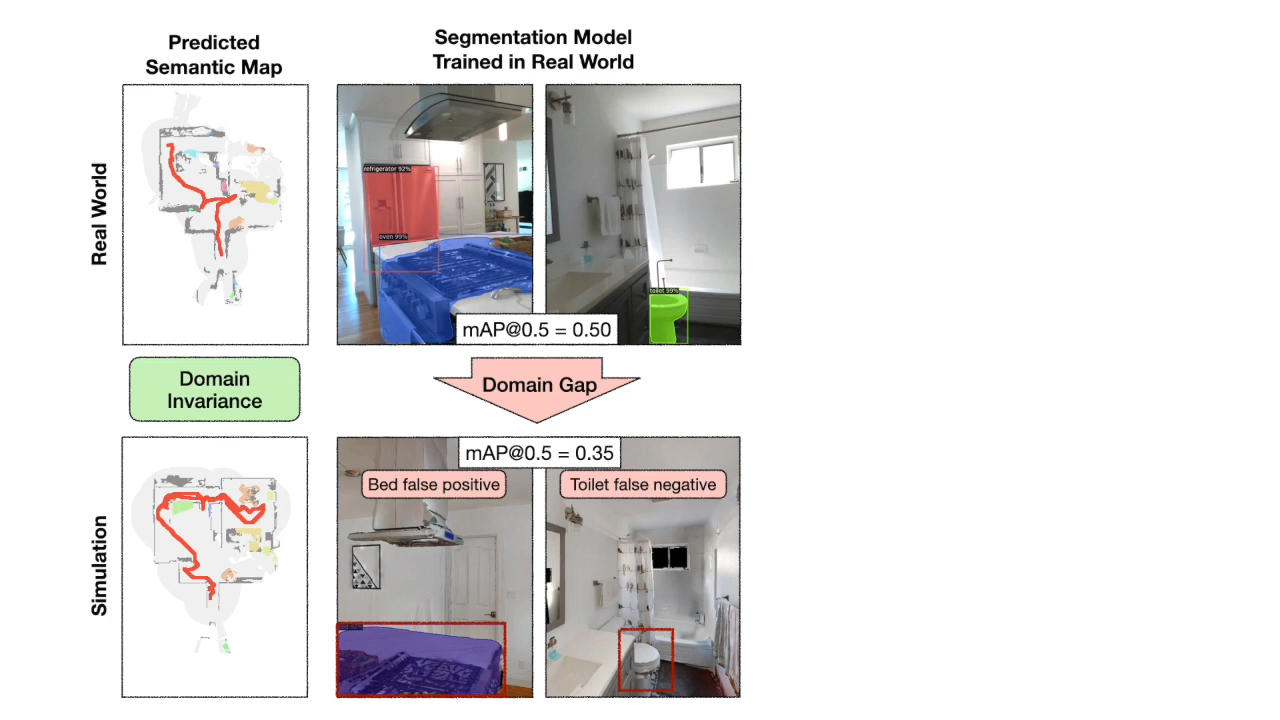 Predicted
Semantic Map
Segmentation Model
Trained in Real World
Real World
refrigerator 92%
oven 99%
toilet 99%
mAP@0.5 = 0.50
Domain
Invariance
Domain Gap
Simulation
mAP@0.5 = 0.35
Bed false positive
Toilet false negative